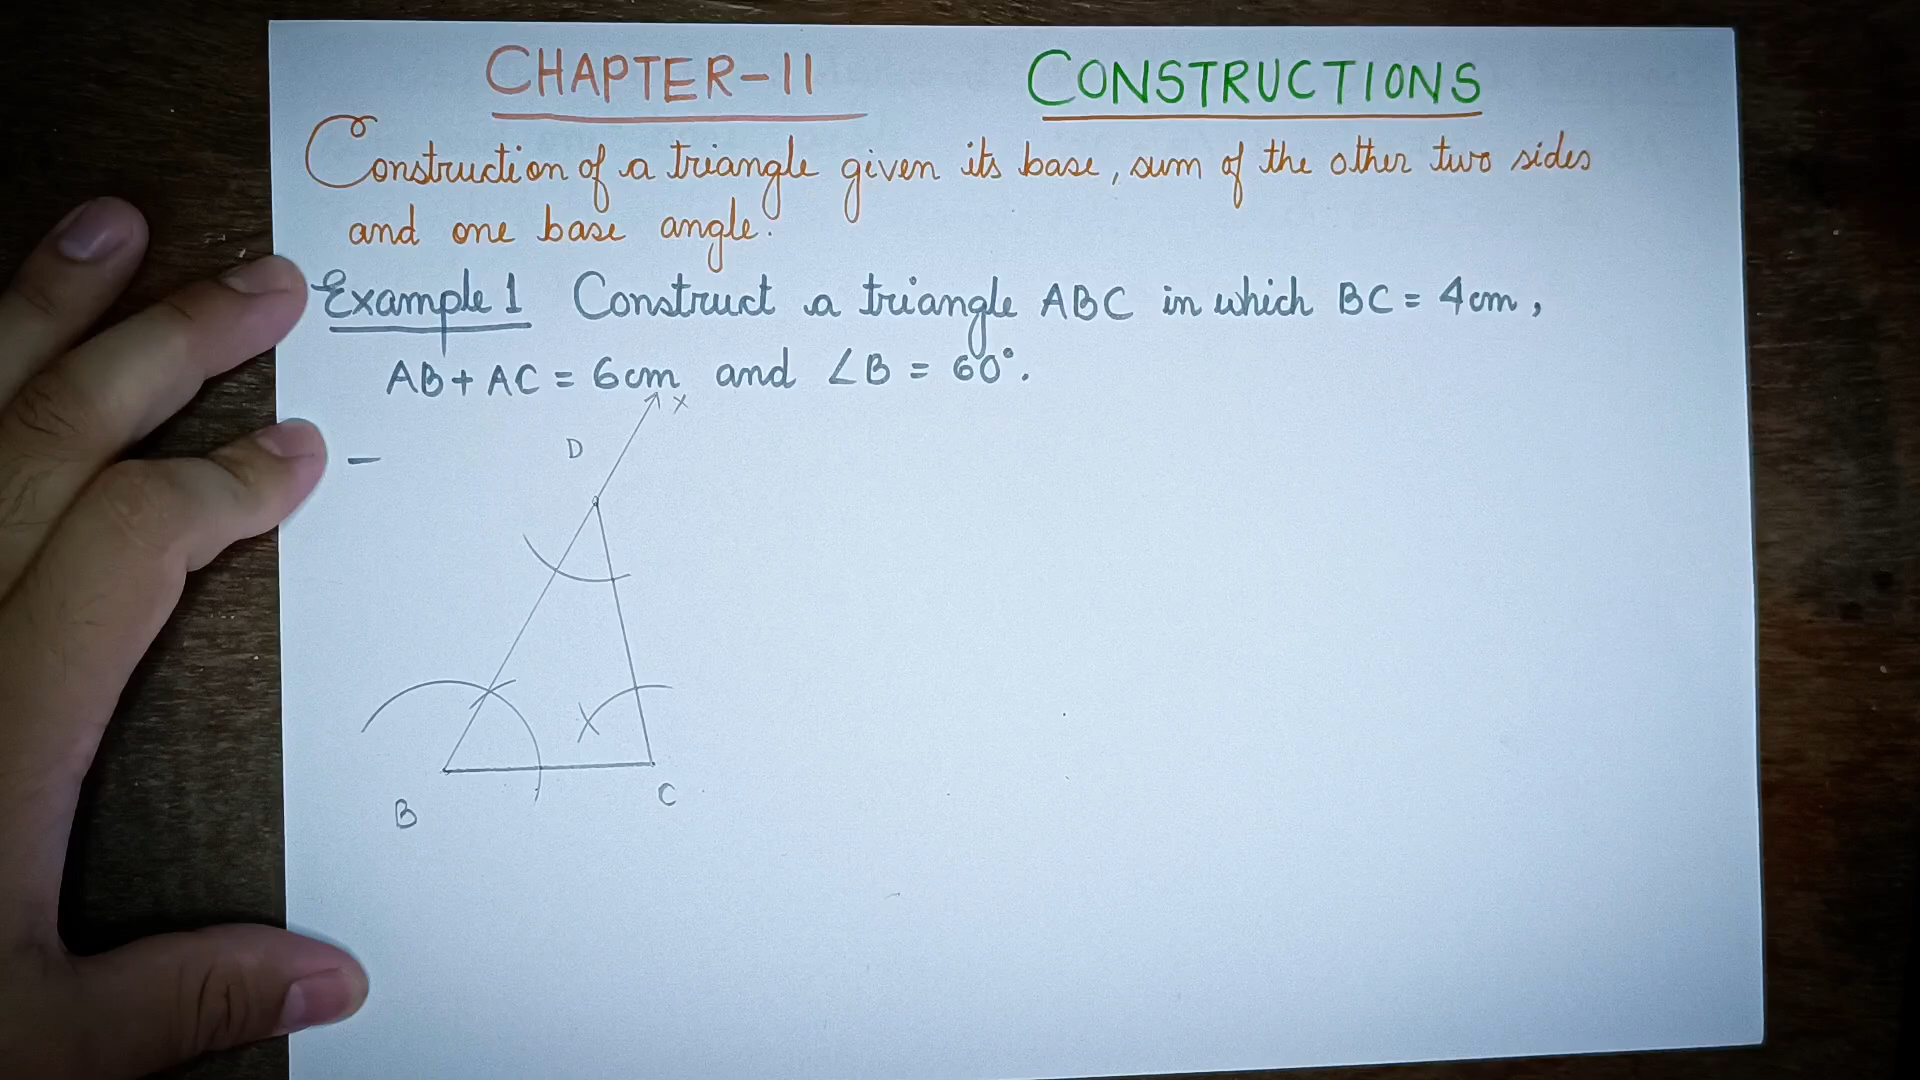 CHAPTER-11 CONSTRUCTIONS
Construction of a triangle given its base, sum of the other two sides
and one base angle.
Example 1 Construct a triangle ABC in which BC = 4cm,
AB + AC = 6cm and ∠B = 60°.
X
D
B
C